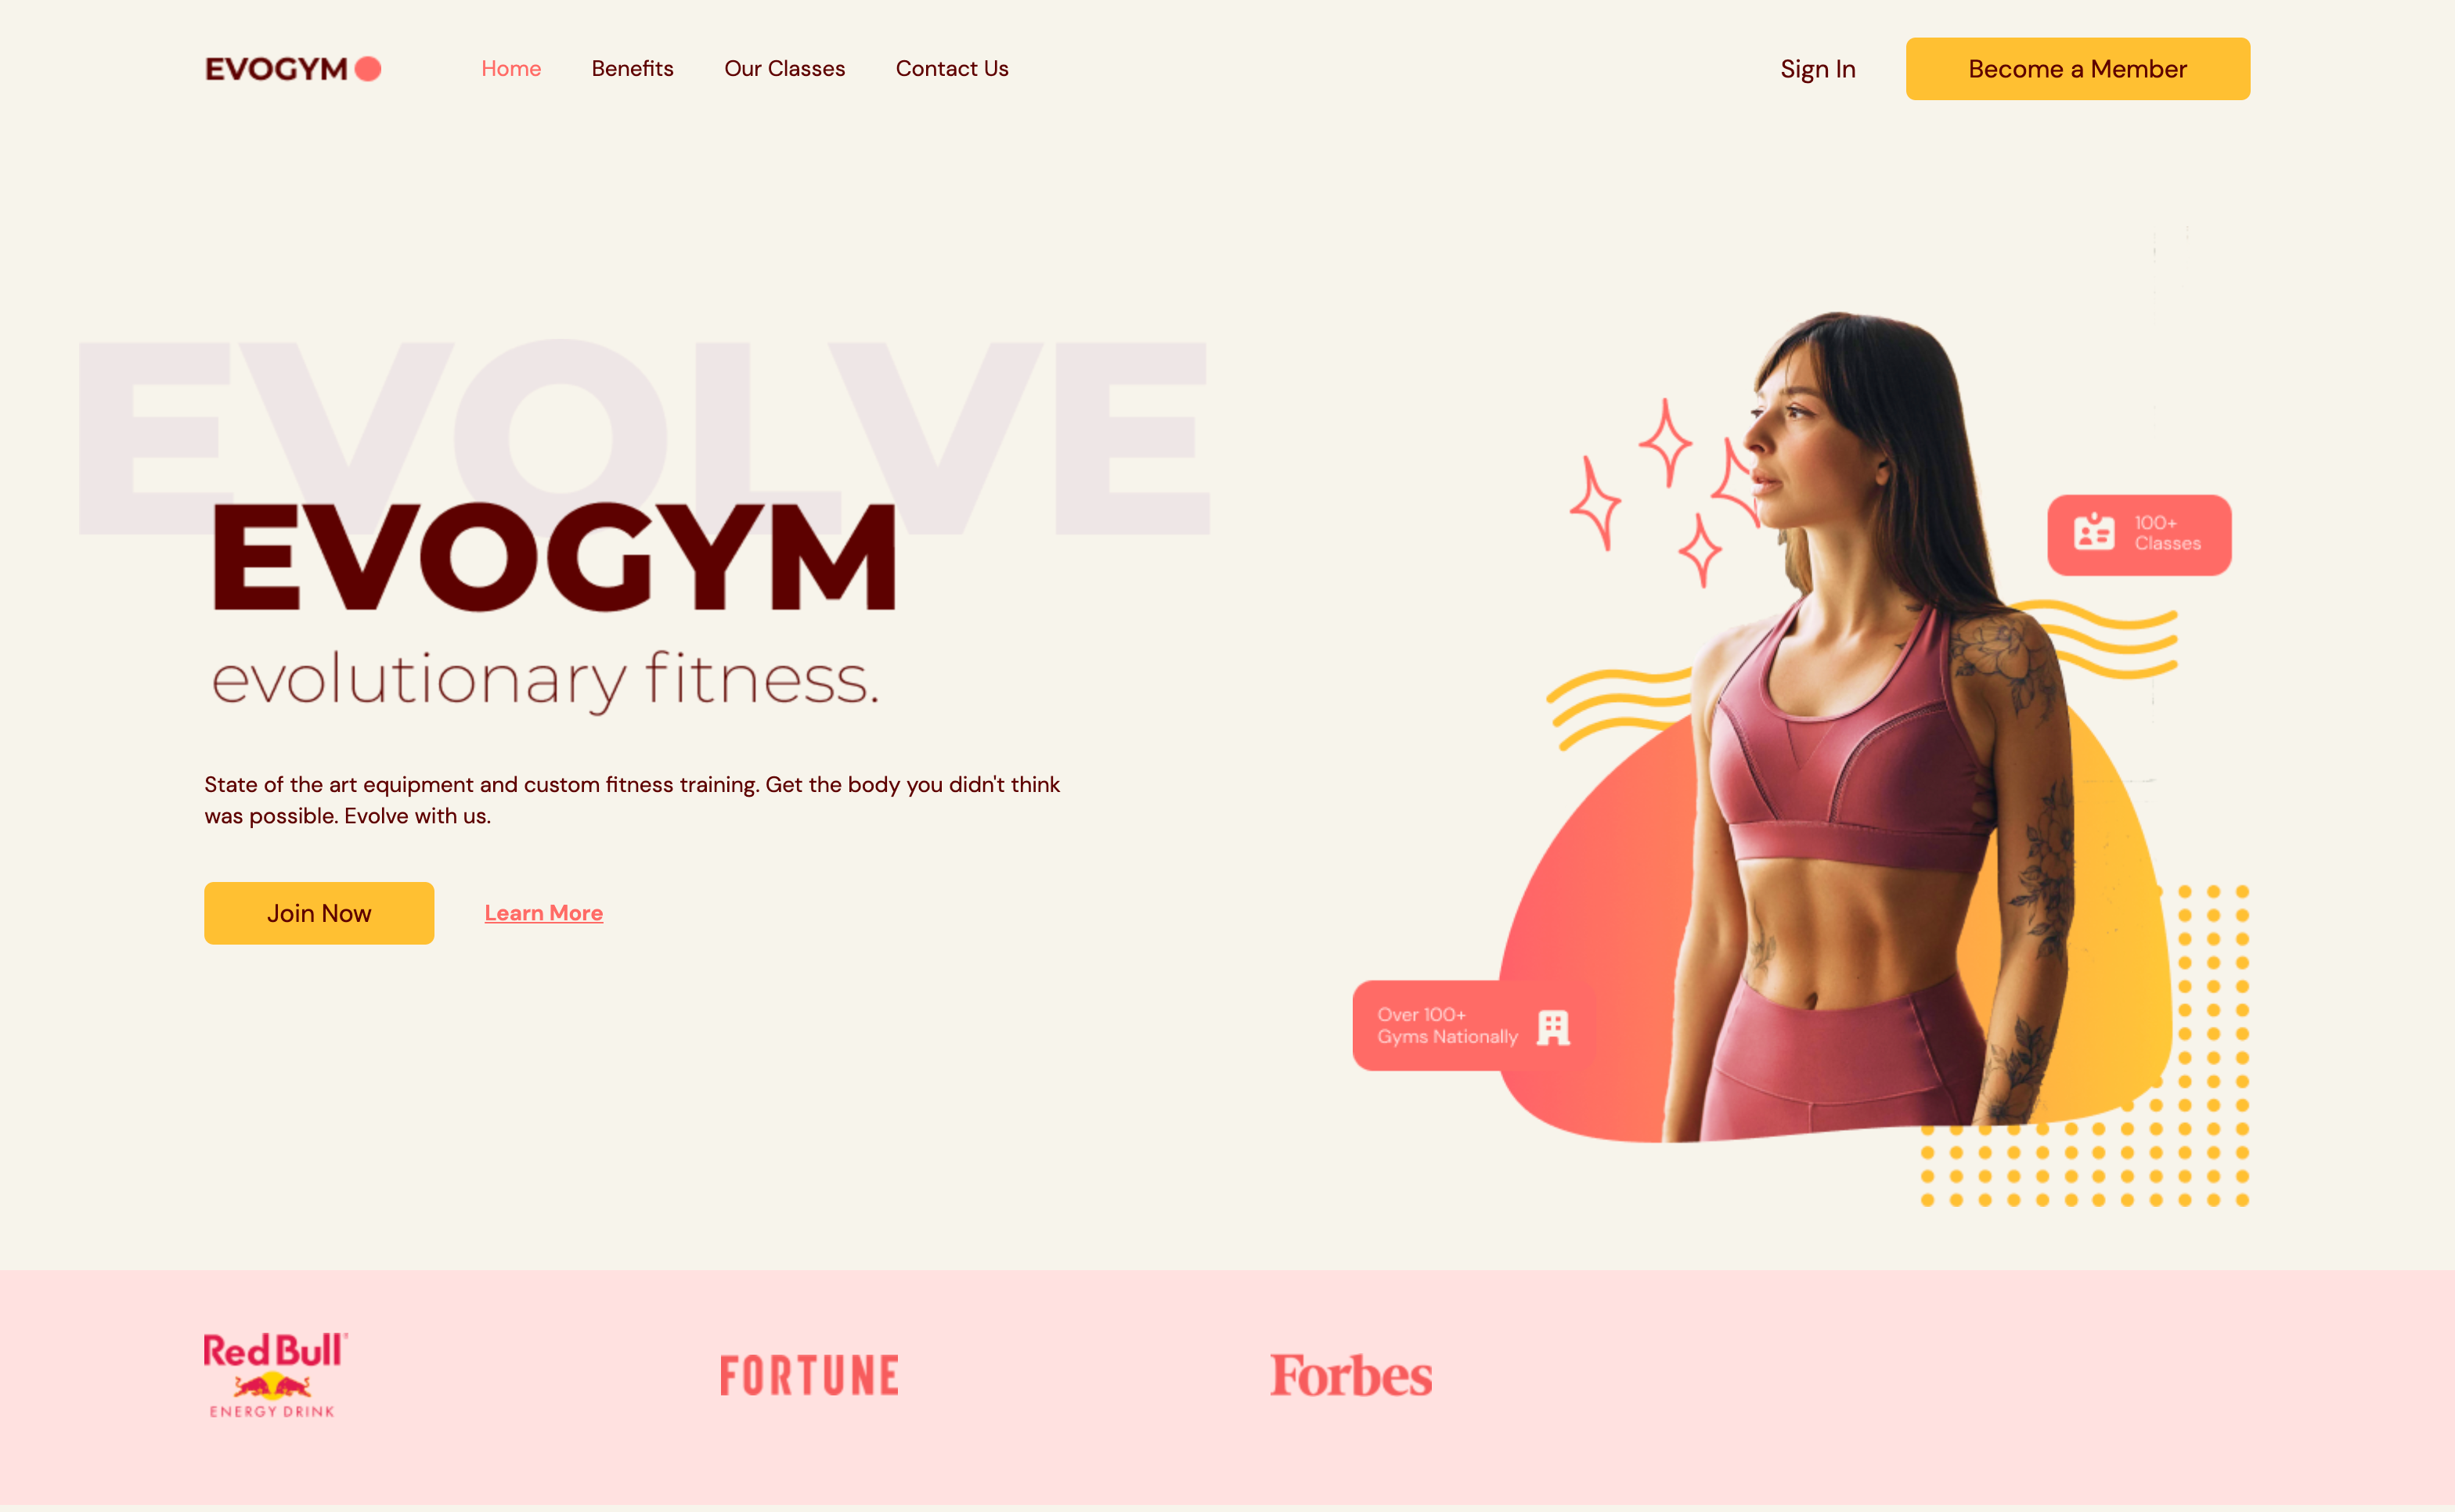 EVOGYM
Home
Benefits
Our Classes
Contact Us
Sign In
Become a Member
EVOLVE
EVOGYM
evolutionary fitness.
State of the art equipment and custom fitness training. Get the body you didn't think
was possible. Evolve with us.
Join Now
Learn More
100+
Classes
Over 100+
Gyms Nationally
Red Bull
ENERGY DRINK
FORTUNE
Forbes